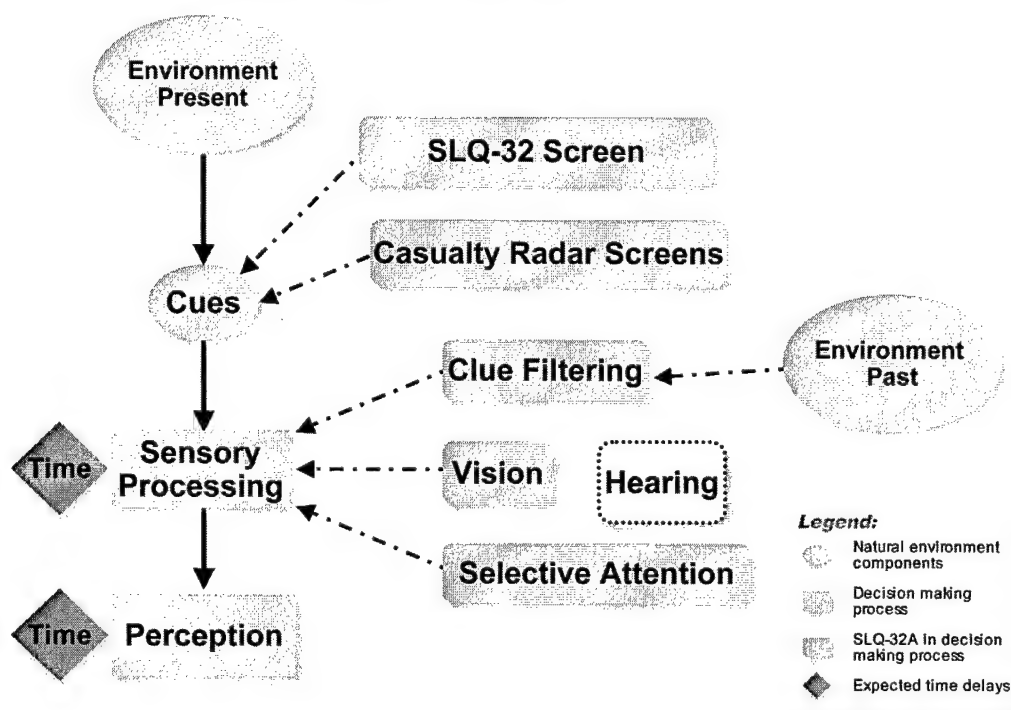 Environment
Present
SLQ-32 Screen
Casualty Radar Screens
Cues
Environment
Past
Clue Filtering
Time
Sensory
Processing
Vision
Hearing
Selective Attention
Time
Perception
Legend:
Natural environment
components
Decision making
process
SLQ-32A in decision
making process
Expected time delays